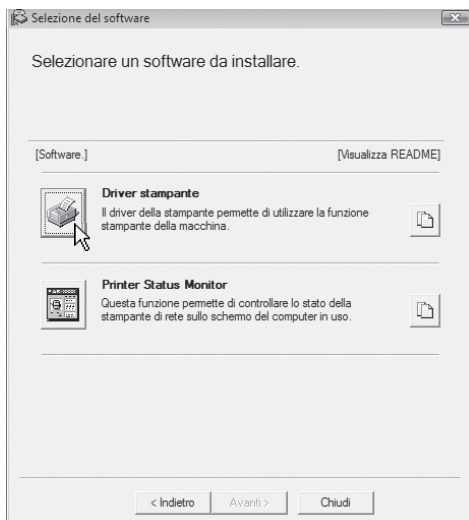 Selezione del software
Selezionare un software da installare.
[Software.] [Visualizza README]
Driver stampante
Il driver della stampante permette di utilizzare la funzione
stampante della macchina.
Printer Status Monitor
Questa funzione permette di controllare lo stato della
stampante di rete sullo schermo del computer in uso.
< Indietro Avanti > Chiudi